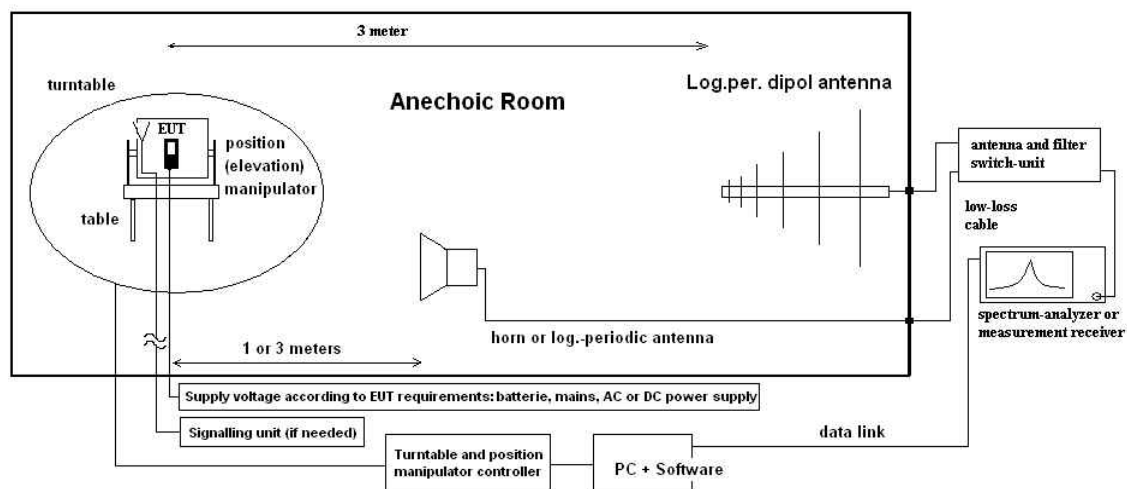 3 meter
turntable
Log.per. dipol antenna
Anechoic Room
EUT
position
(elevation)
manipulator
table
antenna and filter
switch-unit
low-loss
cable
spectrum-analyzer or
measurement receiver
horn or log.-periodic antenna
1 or 3 meters
Supply voltage according to EUT requirements: batterie, mains, AC or DC power supply
Signalling unit (if needed)
data link
Turntable and position
manipulator controller
PC + Software